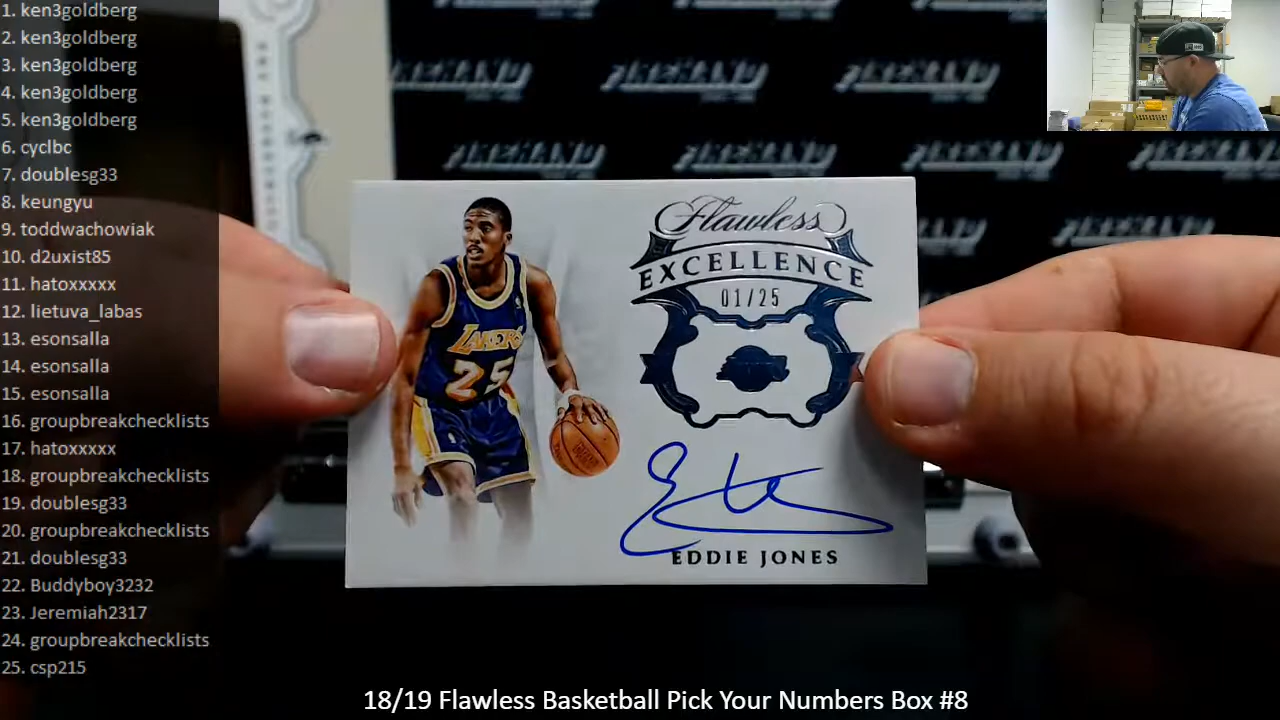 1. ken3goldberg
2. ken3goldberg
3. ken3goldberg
4. ken3goldberg
5. ken3goldberg
6. cyclbc
7. doublesg33
8. keungyu
9. toddwachowiak
10. d2uxist85
11. hatoxxxxx
12. lietuva_labas
13. esonsalla
14. esonsalla
15. esonsalla
16. groupbreakchecklists
17. hatoxxxxx
18. groupbreakchecklists
19. doublesg33
20. groupbreakchecklists
21. doublesg33
22. Buddyboy3232
23. Jeremiah2317
24. groupbreakchecklists
25. csp215
Flawless
EXCELLENCE
01/25
LAKERS
25
EDDIE JONES
18/19 Flawless Basketball Pick Your Numbers Box #8